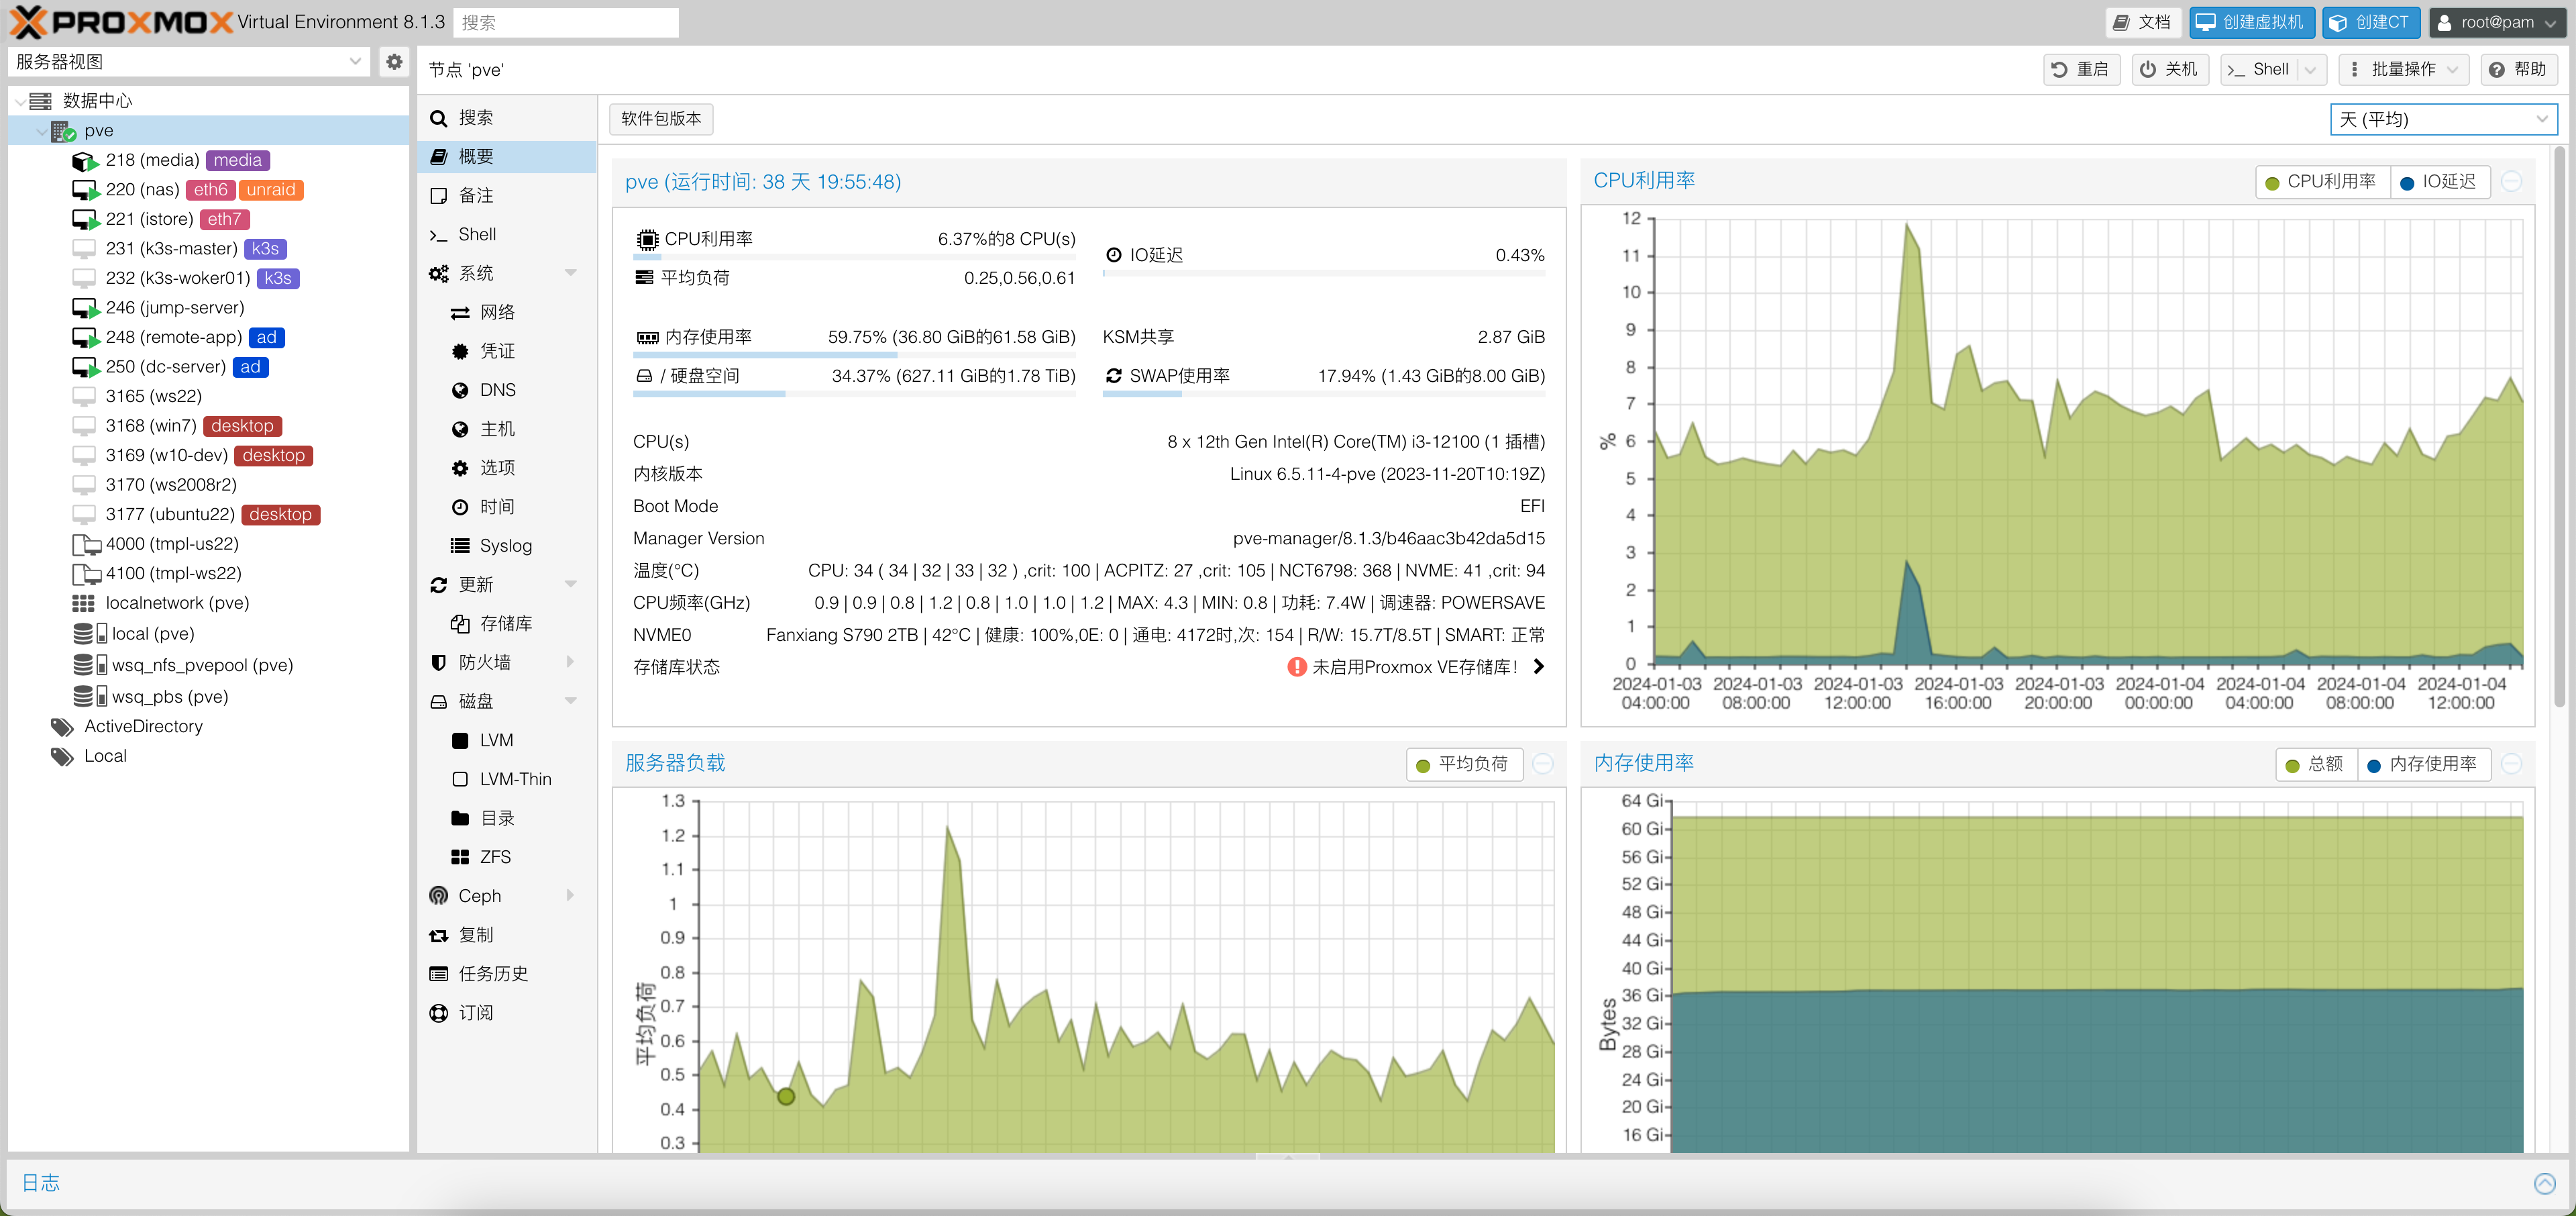 PROXMOX Virtual Environment 8.1.3 搜索 文档 创建虚拟机 创建CT root@pam
服务器视图
数据中心
pve
218 (media) media
220 (nas) eth6 unraid
221 (istore) eth7
231 (k3s-master) k3s
232 (k3s-woker01) k3s
246 (jump-server)
248 (remote-app) ad
250 (dc-server) ad
3165 (ws22)
3168 (win7) desktop
3169 (w10-dev) desktop
3170 (ws2008r2)
3177 (ubuntu22) desktop
4000 (tmpl-us22)
4100 (tmpl-ws22)
localnetwork (pve)
local (pve)
wsq_nfs_pvepool (pve)
wsq_pbs (pve)
ActiveDirectory
Local
节点 'pve' 重启 关机 Shell 批量操作 帮助
搜索
概要
备注
Shell
系统
网络
凭证
DNS
主机
选项
时间
Syslog
更新
存储库
防火墙
磁盘
LVM
LVM-Thin
目录
ZFS
Ceph
复制
任务历史
订阅
软件包版本 天 (平均)
pve (运行时间: 38 天 19:55:48)
CPU利用率 6.37%的8 CPU(s)
IO延迟 0.43%
平均负荷 0.25,0.56,0.61
内存使用率 59.75% (36.80 GiB的61.58 GiB)
KSM共享 2.87 GiB
/ 硬盘空间 34.37% (627.11 GiB的1.78 TiB)
SWAP使用率 17.94% (1.43 GiB的8.00 GiB)
CPU(s) 8 x 12th Gen Intel(R) Core(TM) i3-12100 (1 插槽)
内核版本 Linux 6.5.11-4-pve (2023-11-20T10:19Z)
Boot Mode EFI
Manager Version pve-manager/8.1.3/b46aac3b42da5d15
温度(°C) CPU: 34 ( 34 | 32 | 33 | 32 ) ,crit: 100 | ACPITZ: 27 ,crit: 105 | NCT6798: 368 | NVME: 41 ,crit: 94
CPU频率(GHz) 0.9 | 0.9 | 0.8 | 1.2 | 0.8 | 1.0 | 1.0 | 1.2 | MAX: 4.3 | MIN: 0.8 | 功耗: 7.4W | 调速器: POWERSAVE
NVME0 Fanxiang S790 2TB | 42°C | 健康: 100%,0E: 0 | 通电: 4172时,次: 154 | R/W: 15.7T/8.5T | SMART: 正常
存储库状态 未启用Proxmox VE存储库!
CPU利用率 CPU利用率 IO延迟
12
11
10
9
8
7
6
5
4
3
2
1
0
%
2024-01-03 2024-01-03 2024-01-03 2024-01-03 2024-01-03 2024-01-04 2024-01-04 2024-01-04 2024-01-04
04:00:00 08:00:00 12:00:00 16:00:00 20:00:00 00:00:00 04:00:00 08:00:00 12:00:00
服务器负载 平均负荷
1.3
1.2
1.1
1
0.9
0.8
0.7
0.6
0.5
0.4
0.3
平均负荷
内存使用率 总额 内存使用率
64 Gi
60 Gi
56 Gi
52 Gi
48 Gi
44 Gi
40 Gi
36 Gi
32 Gi
28 Gi
24 Gi
20 Gi
16 Gi
Bytes
日志